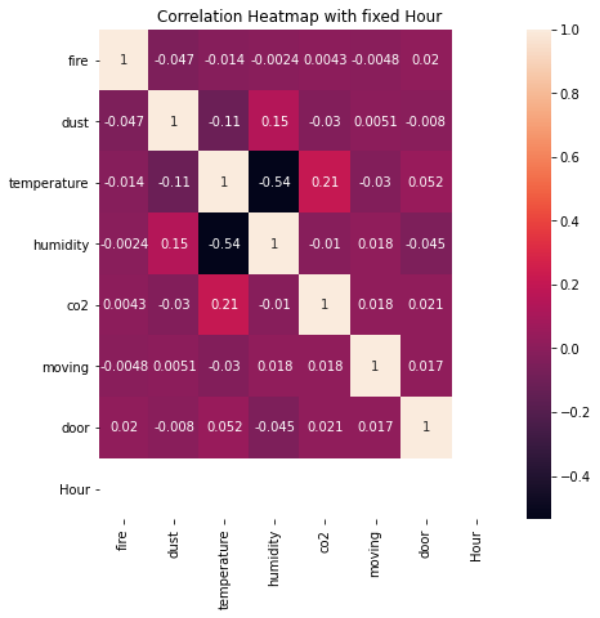 Correlation Heatmap with fixed Hour
fire 1 -0.047 -0.014 -0.0024 0.0043 -0.0048 0.02
dust -0.047 1 -0.11 0.15 -0.03 0.0051 -0.008
temperature -0.014 -0.11 1 -0.54 0.21 -0.03 0.052
humidity -0.0024 0.15 -0.54 1 -0.01 0.018 -0.045
co2 0.0043 -0.03 0.21 -0.01 1 0.018 0.021
moving -0.0048 0.0051 -0.03 0.018 0.018 1 0.017
door 0.02 -0.008 0.052 -0.045 0.021 0.017 1
Hour
fire dust temperature humidity co2 moving door Hour
1.0
0.8
0.6
0.4
0.2
0.0
−0.2
−0.4